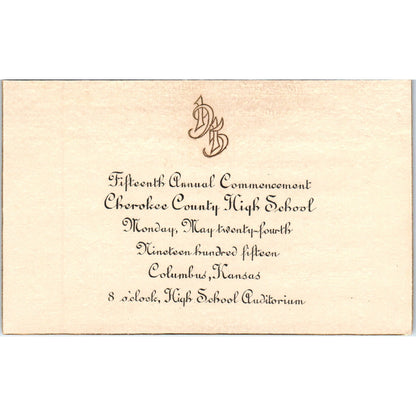 Fifteenth Annual Commencement
Cherokee County High School
Monday, May twenty-fourth
Nineteen hundred fifteen
Columbus, Kansas
8 o'clock, High School Auditorium